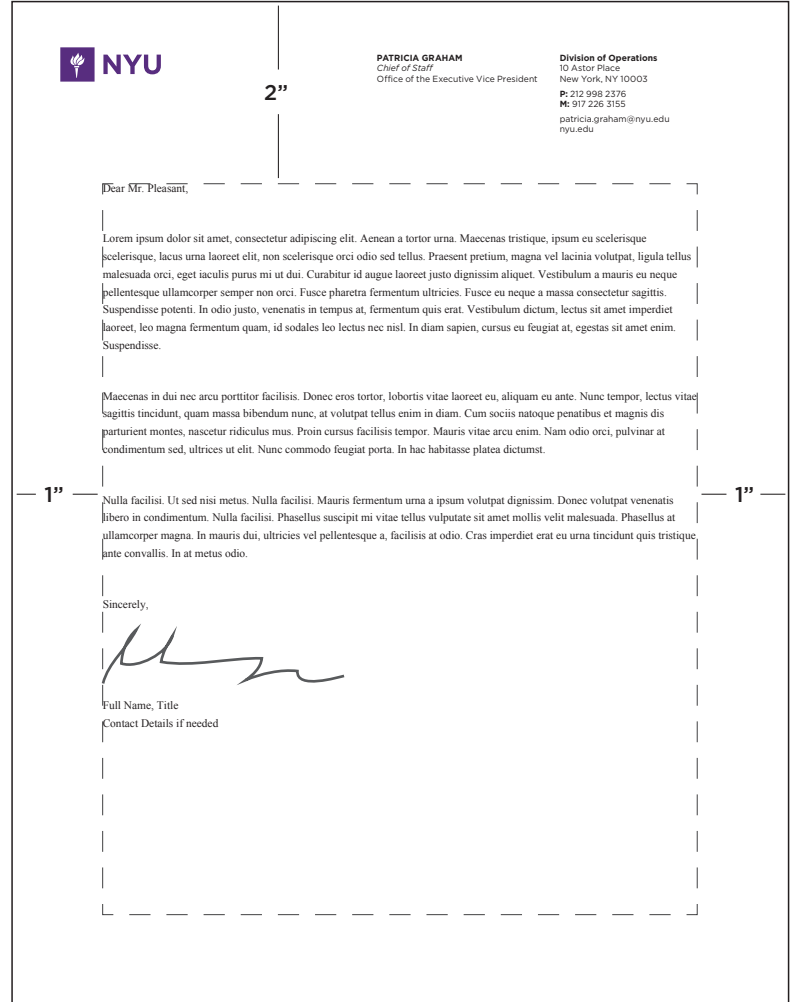 NYU
PATRICIA GRAHAM
Chief of Staff
Office of the Executive Vice President
Division of Operations
10 Astor Place
New York, NY 10003
P: 212 998 2376
M: 917 226 3155
patricia.graham@nyu.edu
nyu.edu
2”
Dear Mr. Pleasant,
Lorem ipsum dolor sit amet, consectetur adipiscing elit. Aenean a tortor urna. Maecenas tristique, ipsum eu scelerisque
scelerisque, lacus urna laoreet elit, non scelerisque orci odio sed tellus. Praesent pretium, magna vel lacinia volutpat, ligula tellus
malesuada orci, eget iaculis purus mi ut dui. Curabitur id augue laoreet justo dignissim aliquet. Vestibulum a mauris eu neque
pellentesque ullamcorper semper non orci. Fusce pharetra fermentum ultricies. Fusce eu neque a massa consectetur sagittis.
Suspendisse potenti. In odio justo, venenatis in tempus at, fermentum quis erat. Vestibulum dictum, lectus sit amet imperdiet
laoreet, leo magna fermentum quam, id sodales leo lectus nec nisl. In diam sapien, cursus eu feugiat at, egestas sit amet enim.
Suspendisse.
Maecenas in dui nec arcu porttitor facilisis. Donec eros tortor, lobortis vitae laoreet eu, aliquam eu ante. Nunc tempor, lectus vitae
sagittis tincidunt, quam massa bibendum nunc, at volutpat tellus enim in diam. Cum sociis natoque penatibus et magnis dis
parturient montes, nascetur ridiculus mus. Proin cursus facilisis tempor. Mauris vitae arcu enim. Nam odio orci, pulvinar at
condimentum sed, ultrices ut elit. Nunc commodo feugiat porta. In hac habitasse platea dictumst.
1”
1”
Nulla facilisi. Ut sed nisi metus. Nulla facilisi. Mauris fermentum urna a ipsum volutpat dignissim. Donec volutpat venenatis
libero in condimentum. Nulla facilisi. Phasellus suscipit mi vitae tellus vulputate sit amet mollis velit malesuada. Phasellus at
ullamcorper magna. In mauris dui, ultricies vel pellentesque a, facilisis at odio. Cras imperdiet erat eu urna tincidunt quis tristique
ante convallis. In at metus odio.
Sincerely,
Full Name, Title
Contact Details if needed